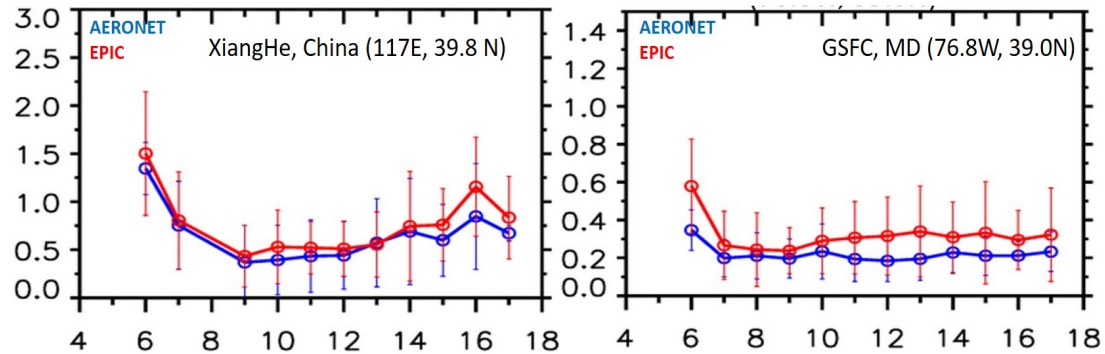 3.0
2.5
2.0
1.5
1.0
0.5
0.0
AERONET
EPIC
XiangHe, China (117E, 39.8 N)
4 6 8 10 12 14 16 18
1.4
1.2
1.0
0.8
0.6
0.4
0.2
0.0
AERONET
EPIC
GSFC, MD (76.8W, 39.0N)
4 6 8 10 12 14 16 18